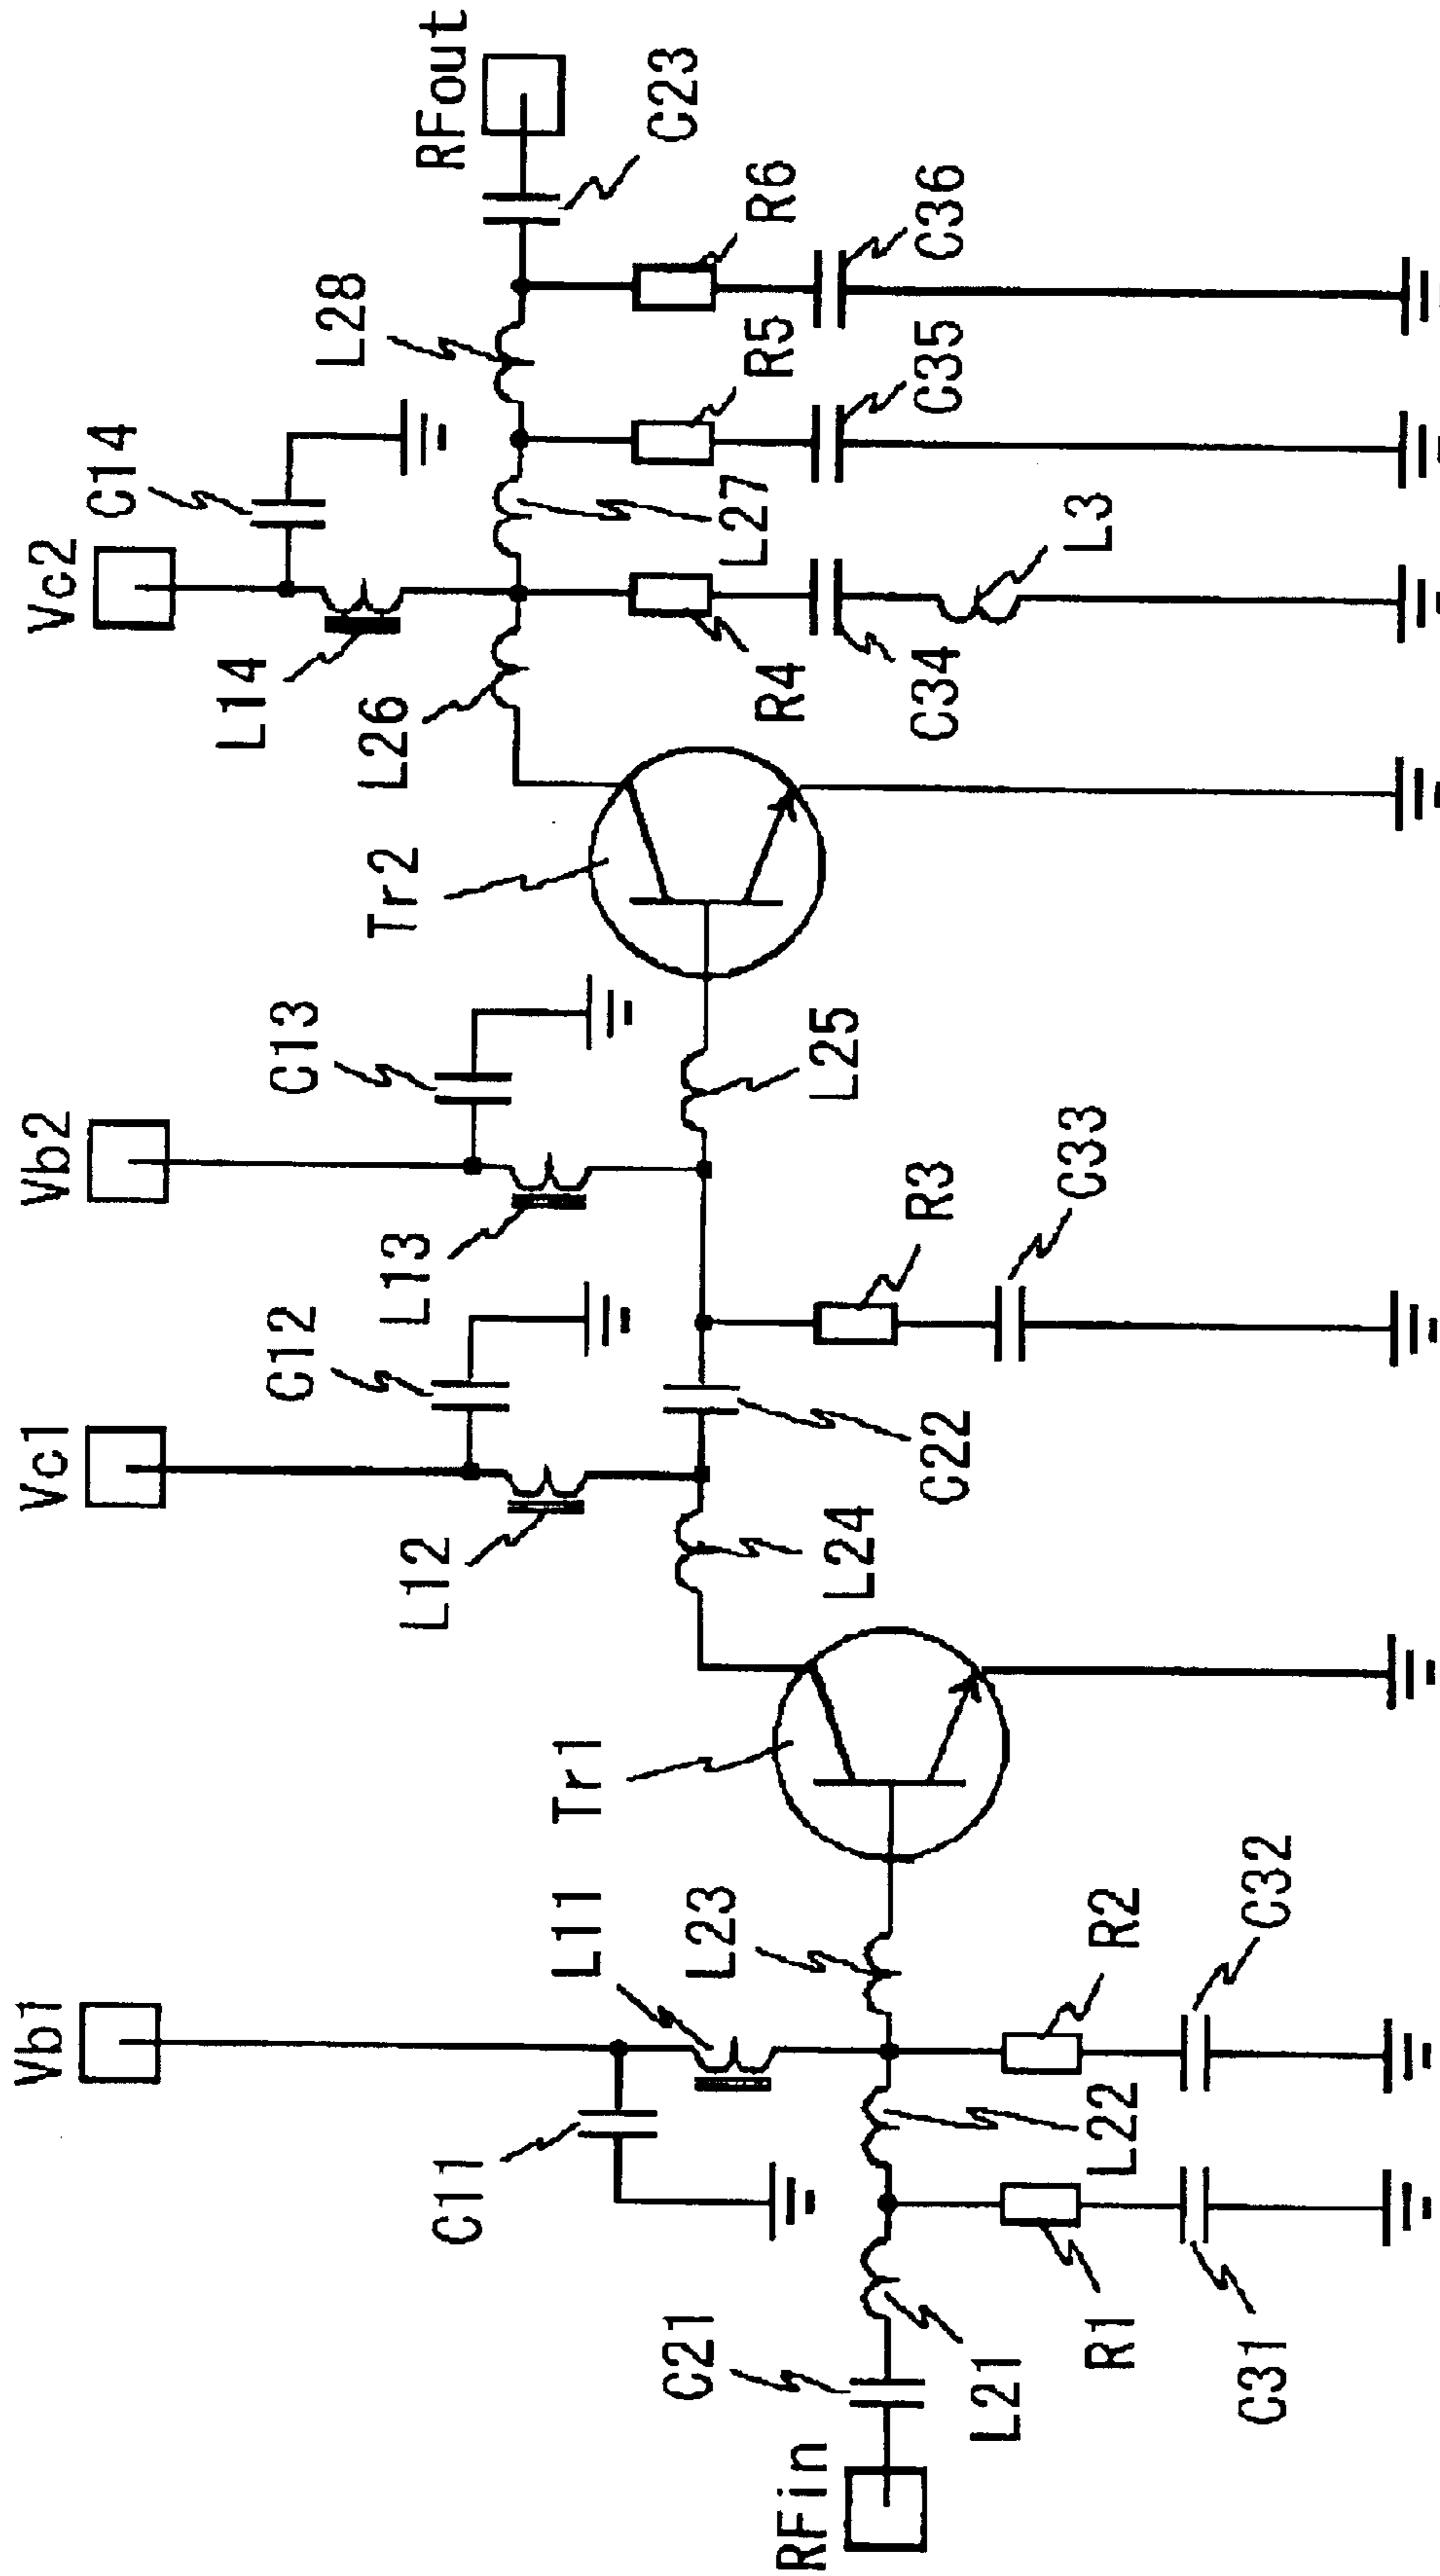 RFin
C21
L21
R1
C31
C11
Vb1
L11
L22
L23
R2
C32
Tr1
L24
L12
Vc1
C12
C22
L13
Vb2
C13
R3
C33
L25
Tr2
L26
L14
Vc2
C14
R4
C34
L3
L27
R5
C35
L28
R6
C36
C23
RFout